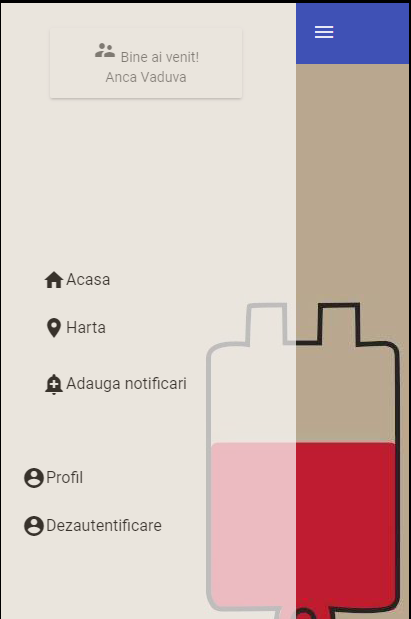 Bine ai venit!
Anca Vaduva
Acasa
Harta
Adauga notificari
Profil
Dezautentificare